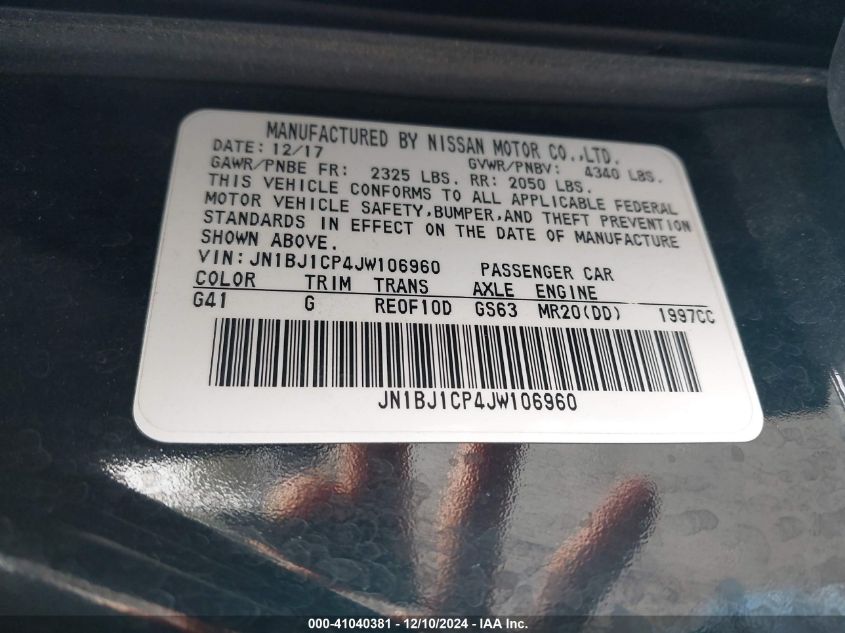 MANUFACTURED BY NISSAN MOTOR CO.,LTD.
DATE: 12/17 GVWR/PNBV: 4340 LBS.
GAWR/PNBE FR: 2325 LBS. RR: 2050 LBS.
THIS VEHICLE CONFORMS TO ALL APPLICABLE FEDERAL
MOTOR VEHICLE SAFETY,BUMPER,AND THEFT PREVENTION
STANDARDS IN EFFECT ON THE DATE OF MANUFACTURE
SHOWN ABOVE.
VIN: JN1BJ1CP4JW106960 PASSENGER CAR
COLOR TRIM TRANS AXLE ENGINE
G41 G RE0F10D GS63 MR20(DD) 1997CC
JN1BJ1CP4JW106960
000-41040381 - 12/10/2024 - IAA Inc.